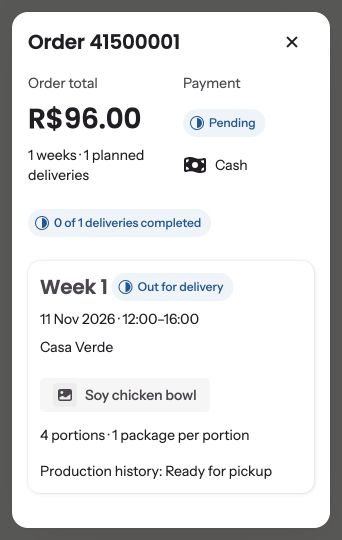 Order 41500001
Order total
Payment
R$96.00
Pending
1 weeks · 1 planned
deliveries
Cash
0 of 1 deliveries completed
Week 1
Out for delivery
11 Nov 2026 · 12:00–16:00
Casa Verde
Soy chicken bowl
4 portions · 1 package per portion
Production history: Ready for pickup